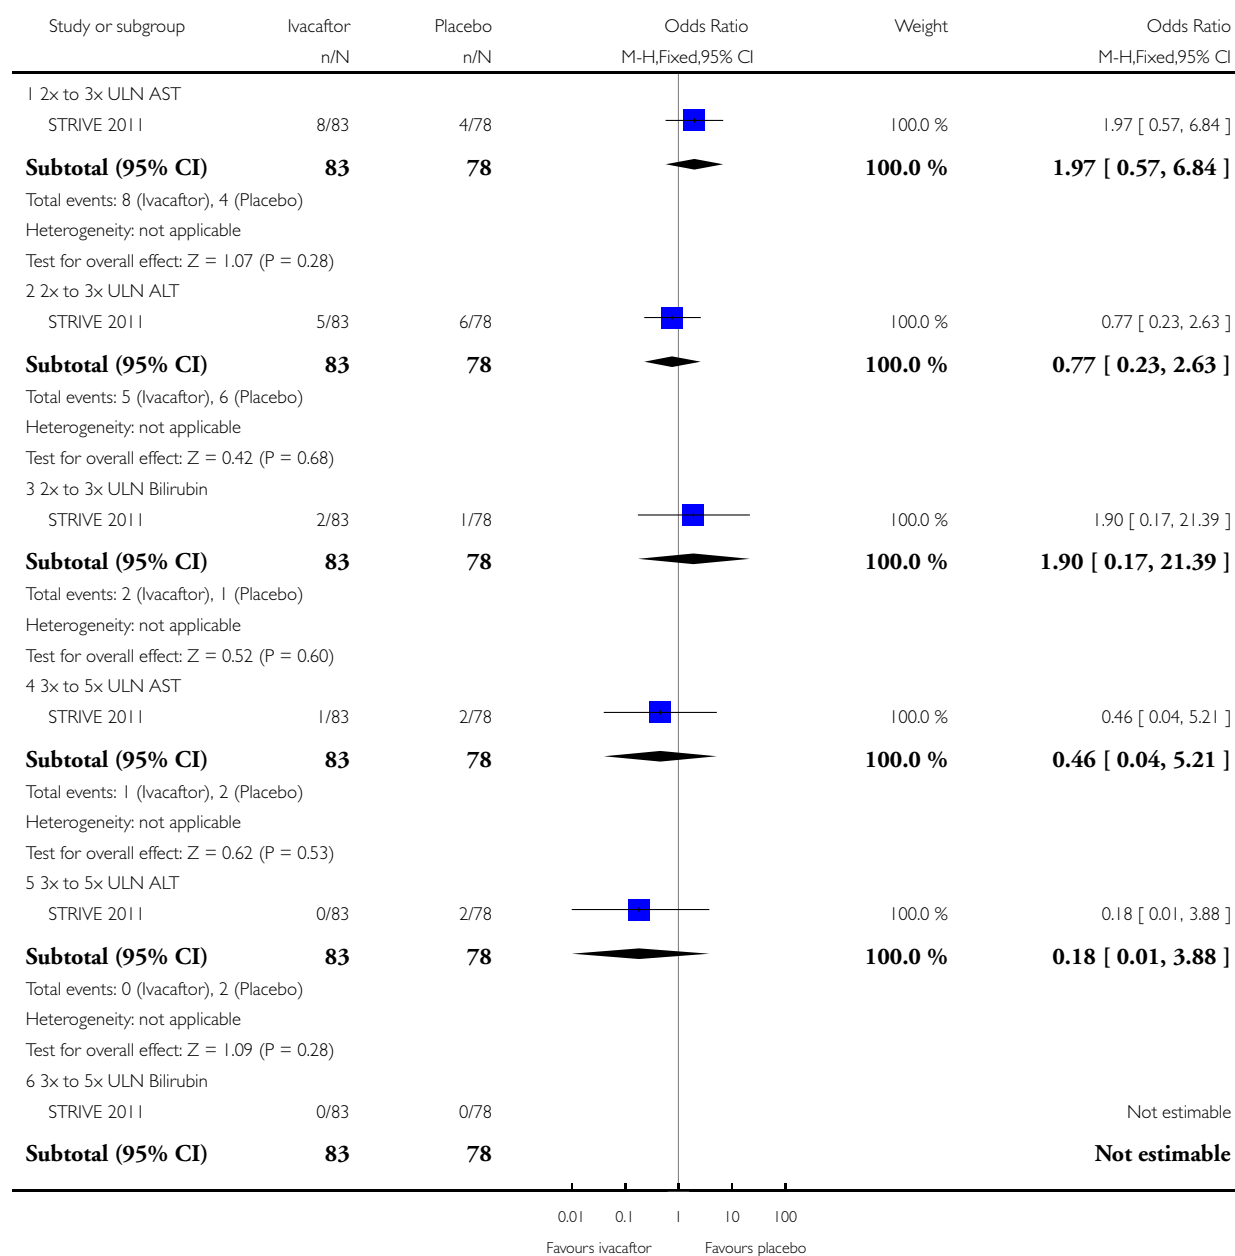 Study or subgroup Ivacaftor Placebo Odds Ratio Weight Odds Ratio
n/N n/N M-H,Fixed,95% CI M-H,Fixed,95% CI
1 2x to 3x ULN AST
STRIVE 2011 8/83 4/78 100.0 % 1.97 [ 0.57, 6.84 ]
Subtotal (95% CI) 83 78 100.0 % 1.97 [ 0.57, 6.84 ]
Total events: 8 (Ivacaftor), 4 (Placebo)
Heterogeneity: not applicable
Test for overall effect: Z = 1.07 (P = 0.28)
2 2x to 3x ULN ALT
STRIVE 2011 5/83 6/78 100.0 % 0.77 [ 0.23, 2.63 ]
Subtotal (95% CI) 83 78 100.0 % 0.77 [ 0.23, 2.63 ]
Total events: 5 (Ivacaftor), 6 (Placebo)
Heterogeneity: not applicable
Test for overall effect: Z = 0.42 (P = 0.68)
3 2x to 3x ULN Bilirubin
STRIVE 2011 2/83 1/78 100.0 % 1.90 [ 0.17, 21.39 ]
Subtotal (95% CI) 83 78 100.0 % 1.90 [ 0.17, 21.39 ]
Total events: 2 (Ivacaftor), 1 (Placebo)
Heterogeneity: not applicable
Test for overall effect: Z = 0.52 (P = 0.60)
4 3x to 5x ULN AST
STRIVE 2011 1/83 2/78 100.0 % 0.46 [ 0.04, 5.21 ]
Subtotal (95% CI) 83 78 100.0 % 0.46 [ 0.04, 5.21 ]
Total events: 1 (Ivacaftor), 2 (Placebo)
Heterogeneity: not applicable
Test for overall effect: Z = 0.62 (P = 0.53)
5 3x to 5x ULN ALT
STRIVE 2011 0/83 2/78 100.0 % 0.18 [ 0.01, 3.88 ]
Subtotal (95% CI) 83 78 100.0 % 0.18 [ 0.01, 3.88 ]
Total events: 0 (Ivacaftor), 2 (Placebo)
Heterogeneity: not applicable
Test for overall effect: Z = 1.09 (P = 0.28)
6 3x to 5x ULN Bilirubin
STRIVE 2011 0/83 0/78 Not estimable
Subtotal (95% CI) 83 78 Not estimable
0.01 0.1 1 10 100
Favours ivacaftor Favours placebo